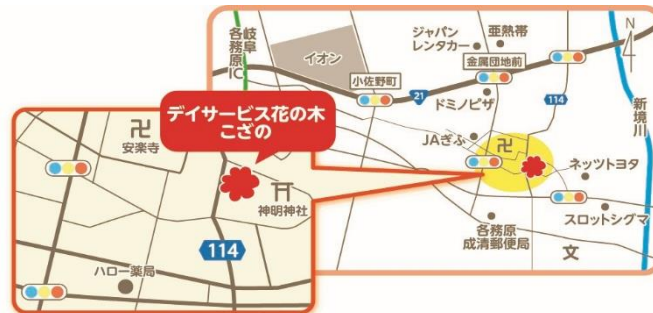 岐阜
各務原IC
イオン
ジャパン
レンタカー
亜熱帯
N
小佐野町
金属団地前
21
ドミノピザ
114
新境川
デイサービス花の木
こざの
JAぎふ
卍
ネッツトヨタ
スロットシグマ
各務原
成清郵便局
文
卍
安楽寺
神明神社
114
ハロー薬局